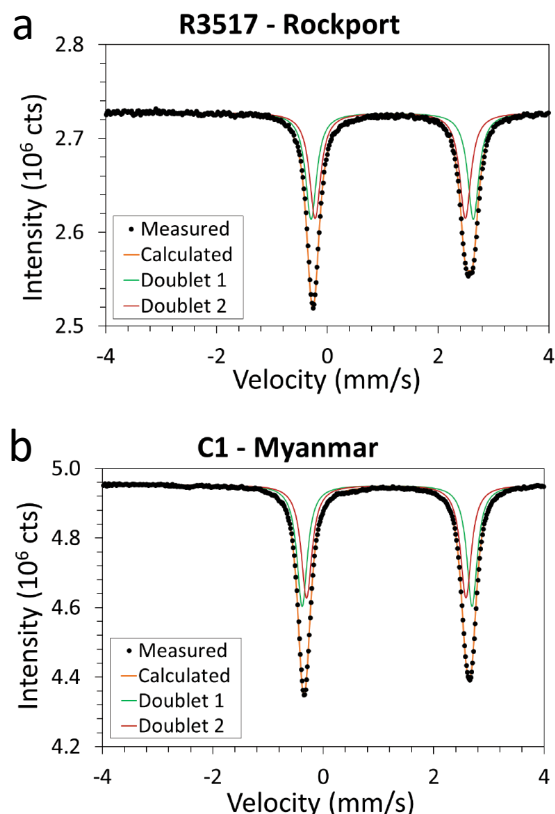 a
R3517 - Rockport
2.8
2.7
2.6
2.5
Intensity (10⁶ cts)
Measured
Calculated
Doublet 1
Doublet 2
-4 -2 0 2 4
Velocity (mm/s)
b
C1 - Myanmar
5.0
4.8
4.6
4.4
4.2
Intensity (10⁶ cts)
Measured
Calculated
Doublet 1
Doublet 2
-4 -2 0 2 4
Velocity (mm/s)